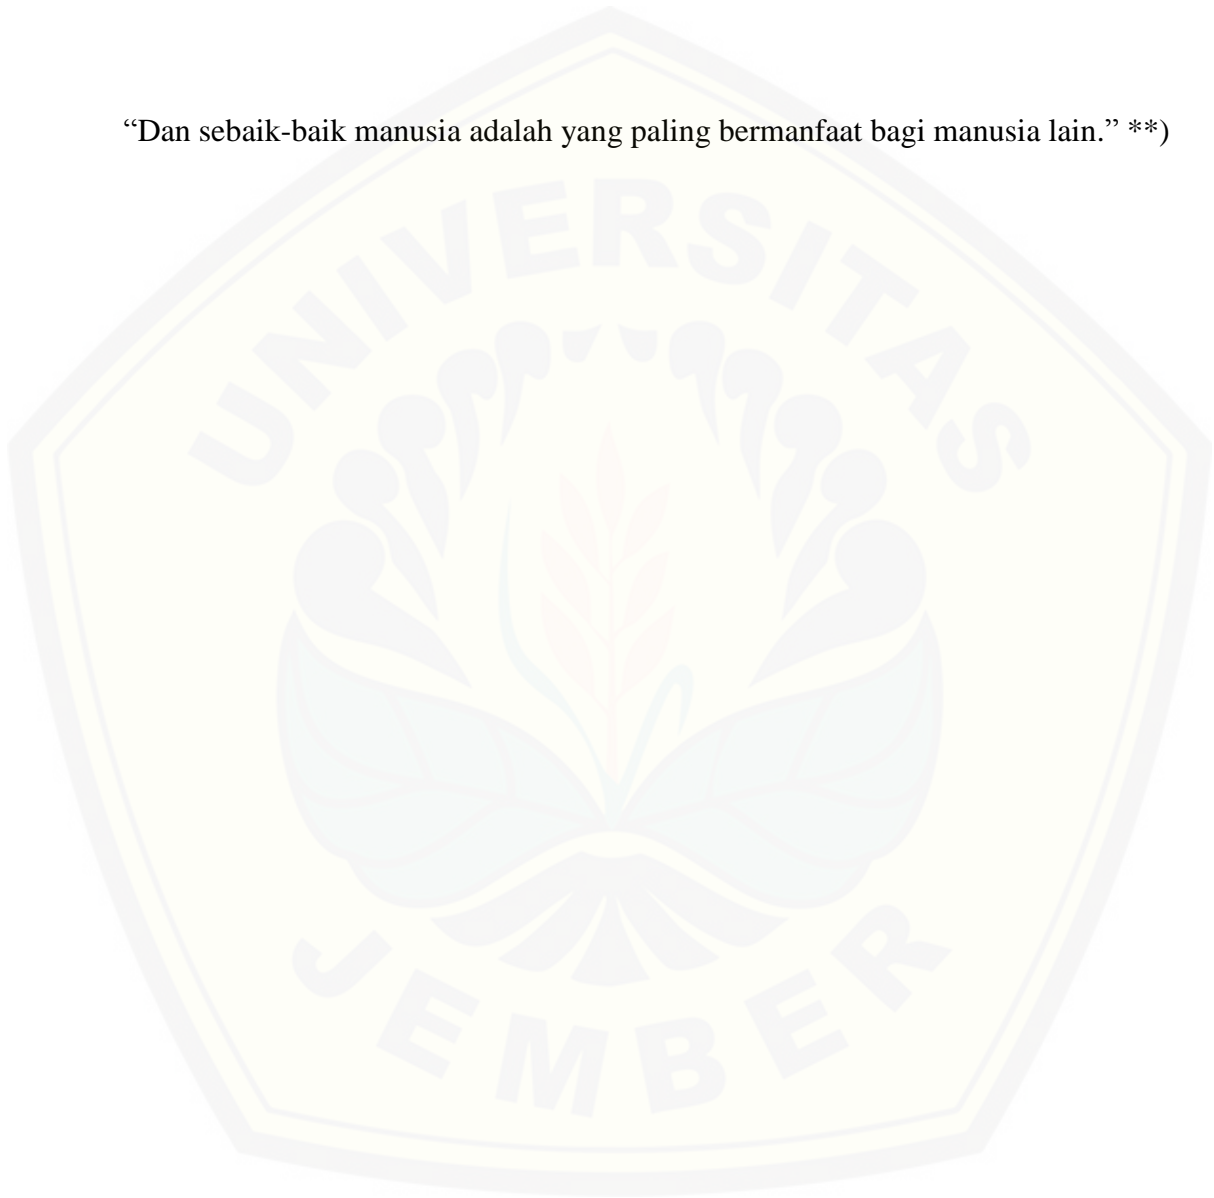 “Dan sebaik-baik manusia adalah yang paling bermanfaat bagi manusia lain.” **)
UNIVERSITAS
JEMBER